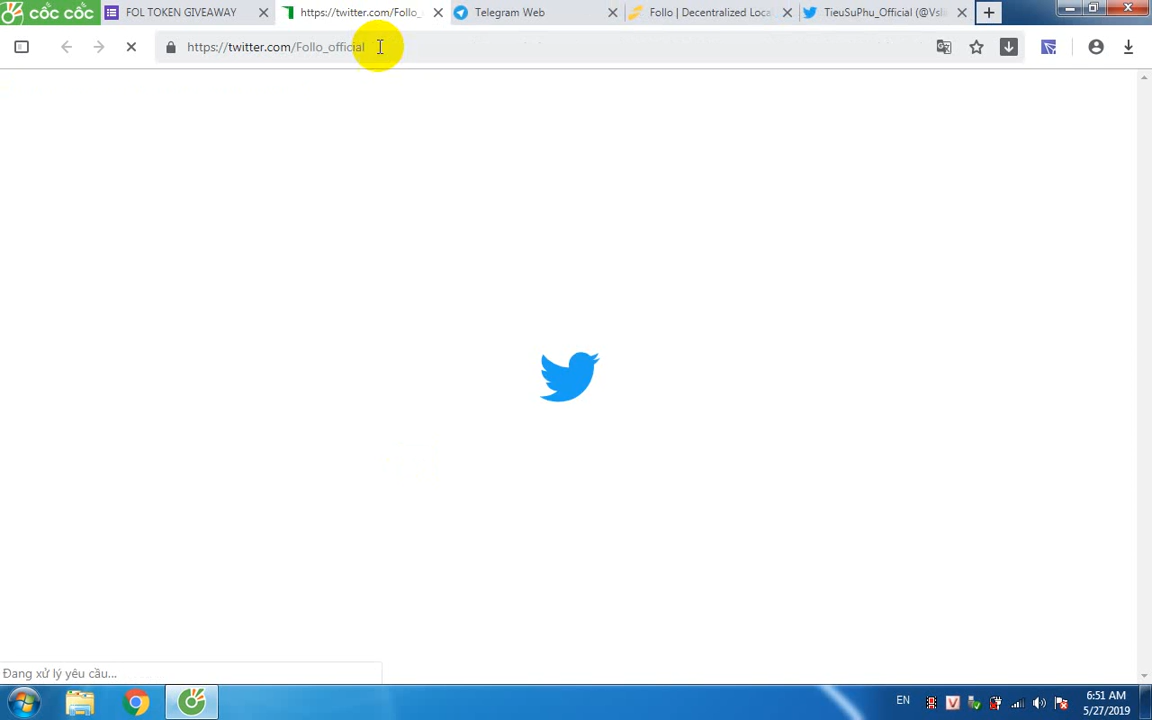 cốc cốc
FOL TOKEN GIVEAWAY
https://twitter.com/Follo_
Telegram Web
Follo | Decentralized Loca
TieuSuPhu_Official (@Vsl
https://twitter.com/Follo_official
Đang xử lý yêu cầu...
EN
V
6:51 AM
5/27/2019